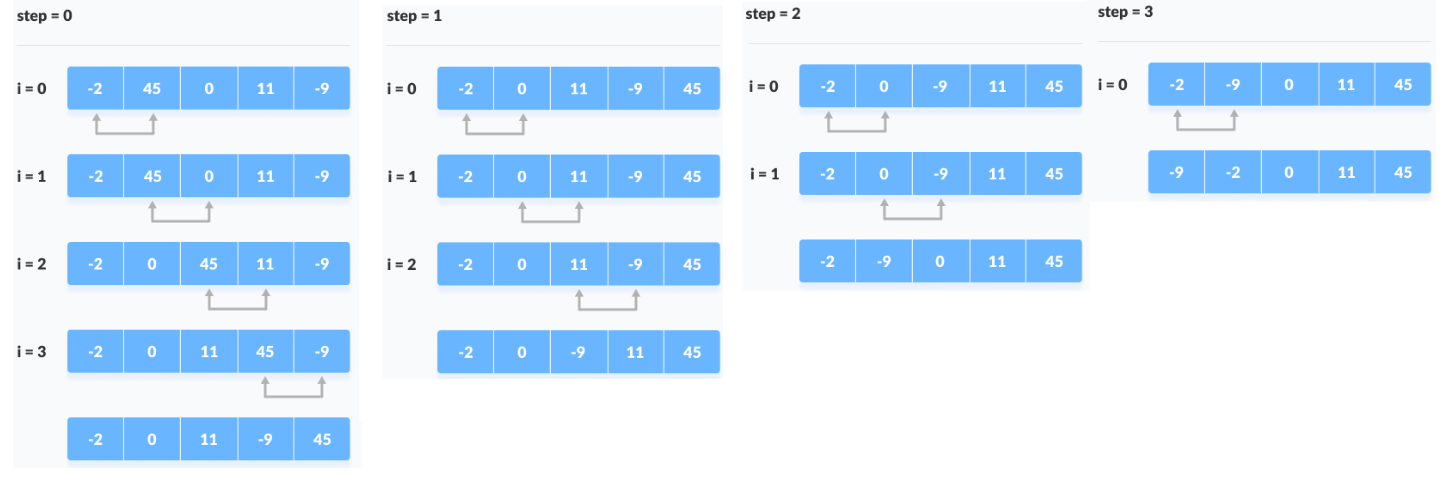 step = 0
i = 0 -2 45 0 11 -9
i = 1 -2 45 0 11 -9
i = 2 -2 0 45 11 -9
i = 3 -2 0 11 45 -9
-2 0 11 -9 45
step = 1
i = 0 -2 0 11 -9 45
i = 1 -2 0 11 -9 45
i = 2 -2 0 11 -9 45
-2 0 -9 11 45
step = 2
i = 0 -2 0 -9 11 45
i = 1 -2 0 -9 11 45
-2 -9 0 11 45
step = 3
i = 0 -2 -9 0 11 45
-9 -2 0 11 45